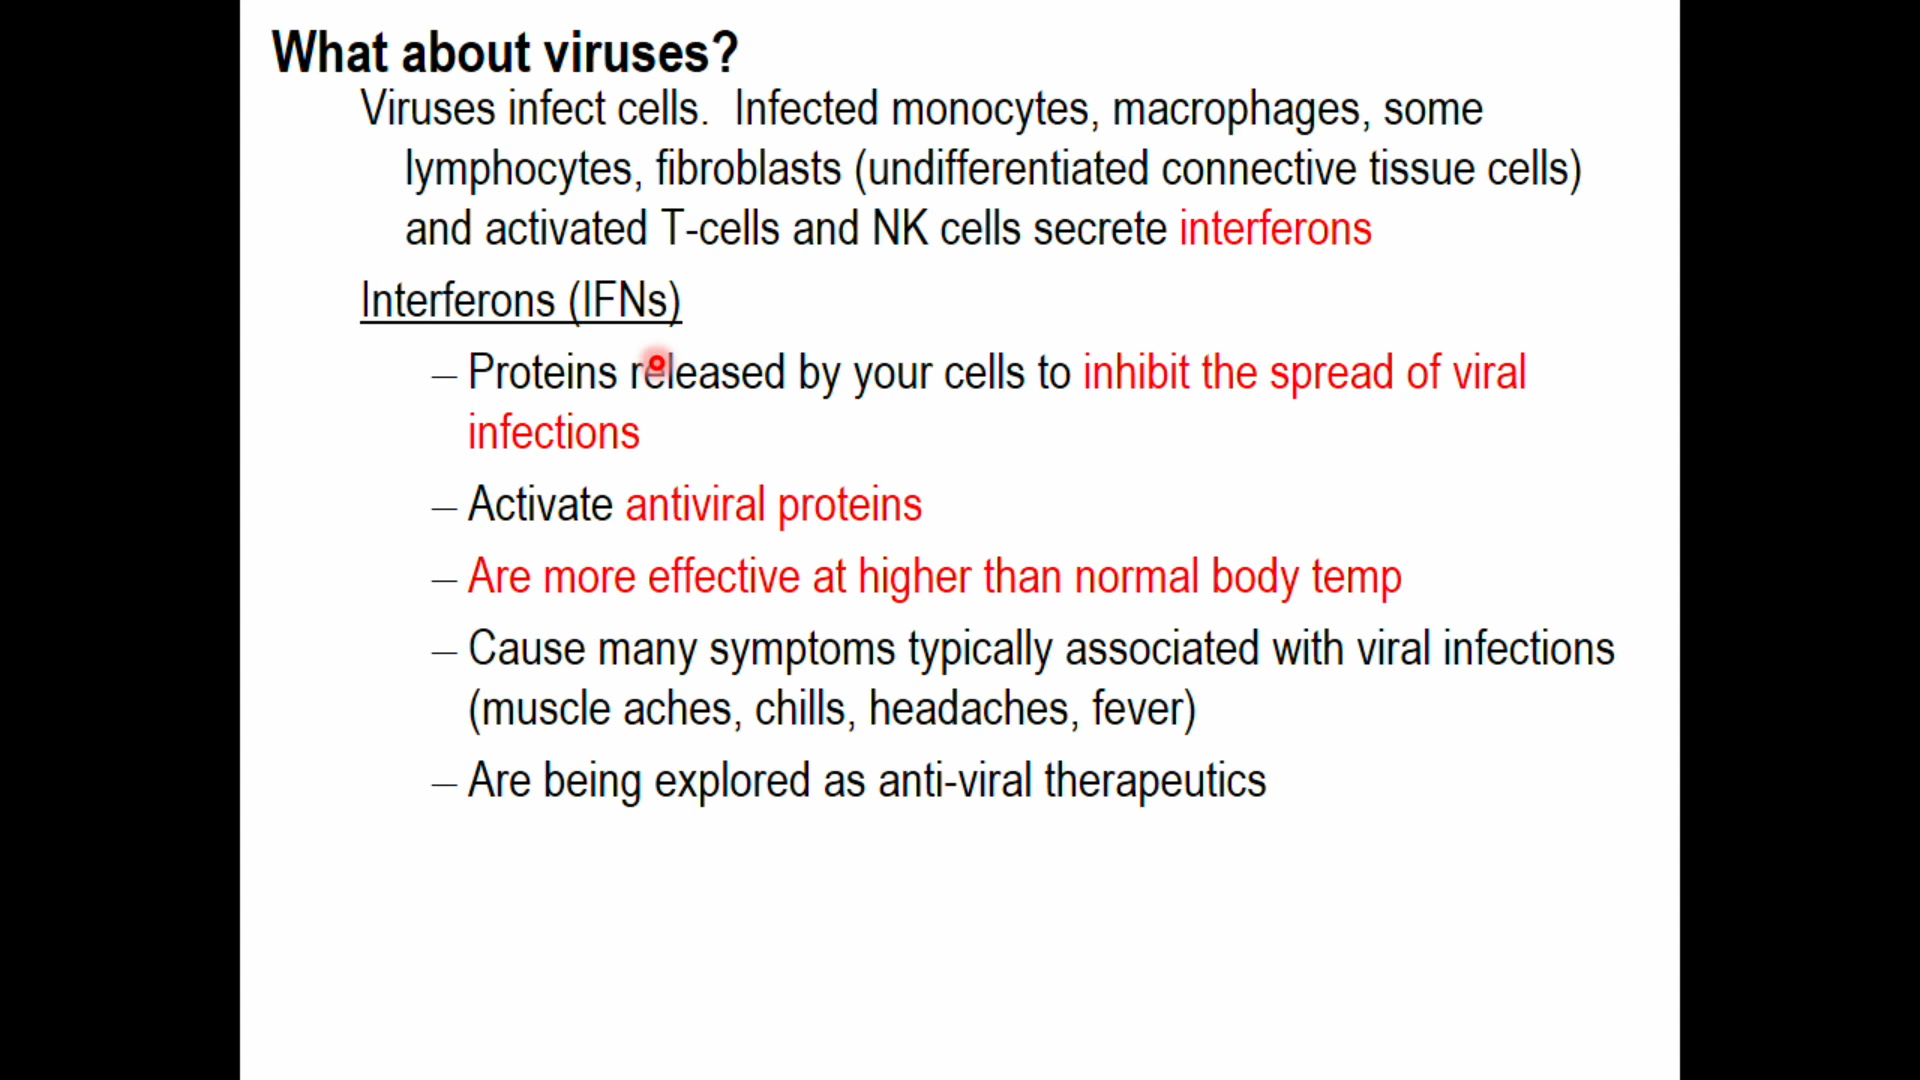 What about viruses?
Viruses infect cells.  Infected monocytes, macrophages, some
lymphocytes, fibroblasts (undifferentiated connective tissue cells)
and activated T-cells and NK cells secrete interferons
Interferons (IFNs)
– Proteins released by your cells to inhibit the spread of viral
infections
– Activate antiviral proteins
– Are more effective at higher than normal body temp
– Cause many symptoms typically associated with viral infections
(muscle aches, chills, headaches, fever)
– Are being explored as anti-viral therapeutics